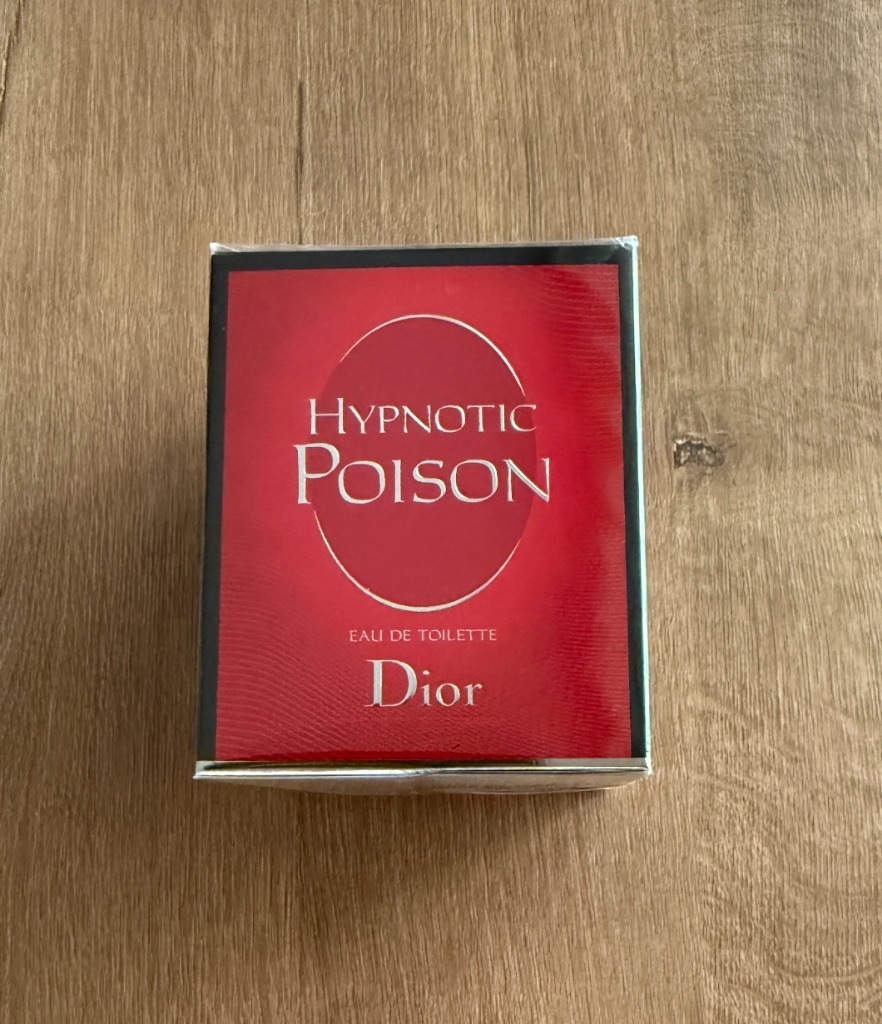 HYPNOTIC
POISON
EAU DE TOILETTE
Dior